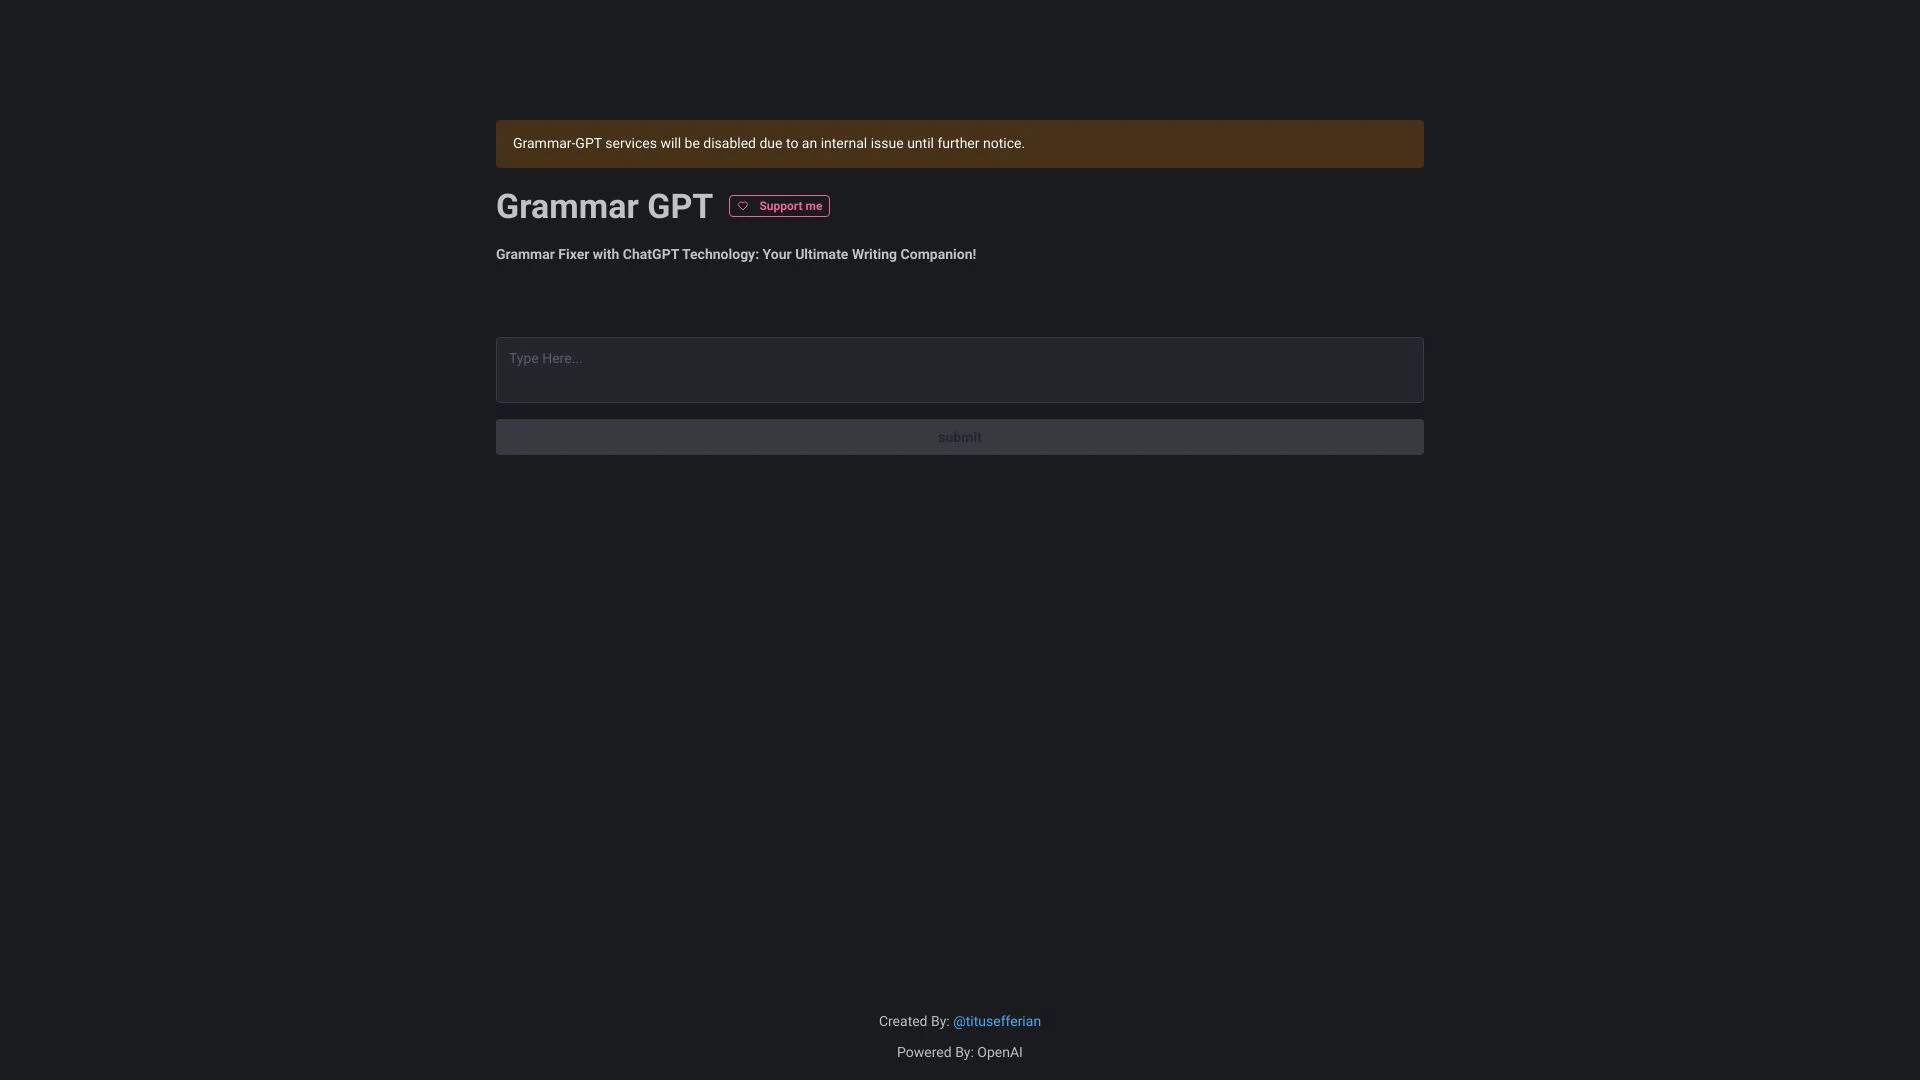 Grammar-GPT services will be disabled due to an internal issue until further notice.
Grammar GPT
Support me
Grammar Fixer with ChatGPT Technology: Your Ultimate Writing Companion!
Type Here...
submit
Created By: @titusefferian
Powered By: OpenAI